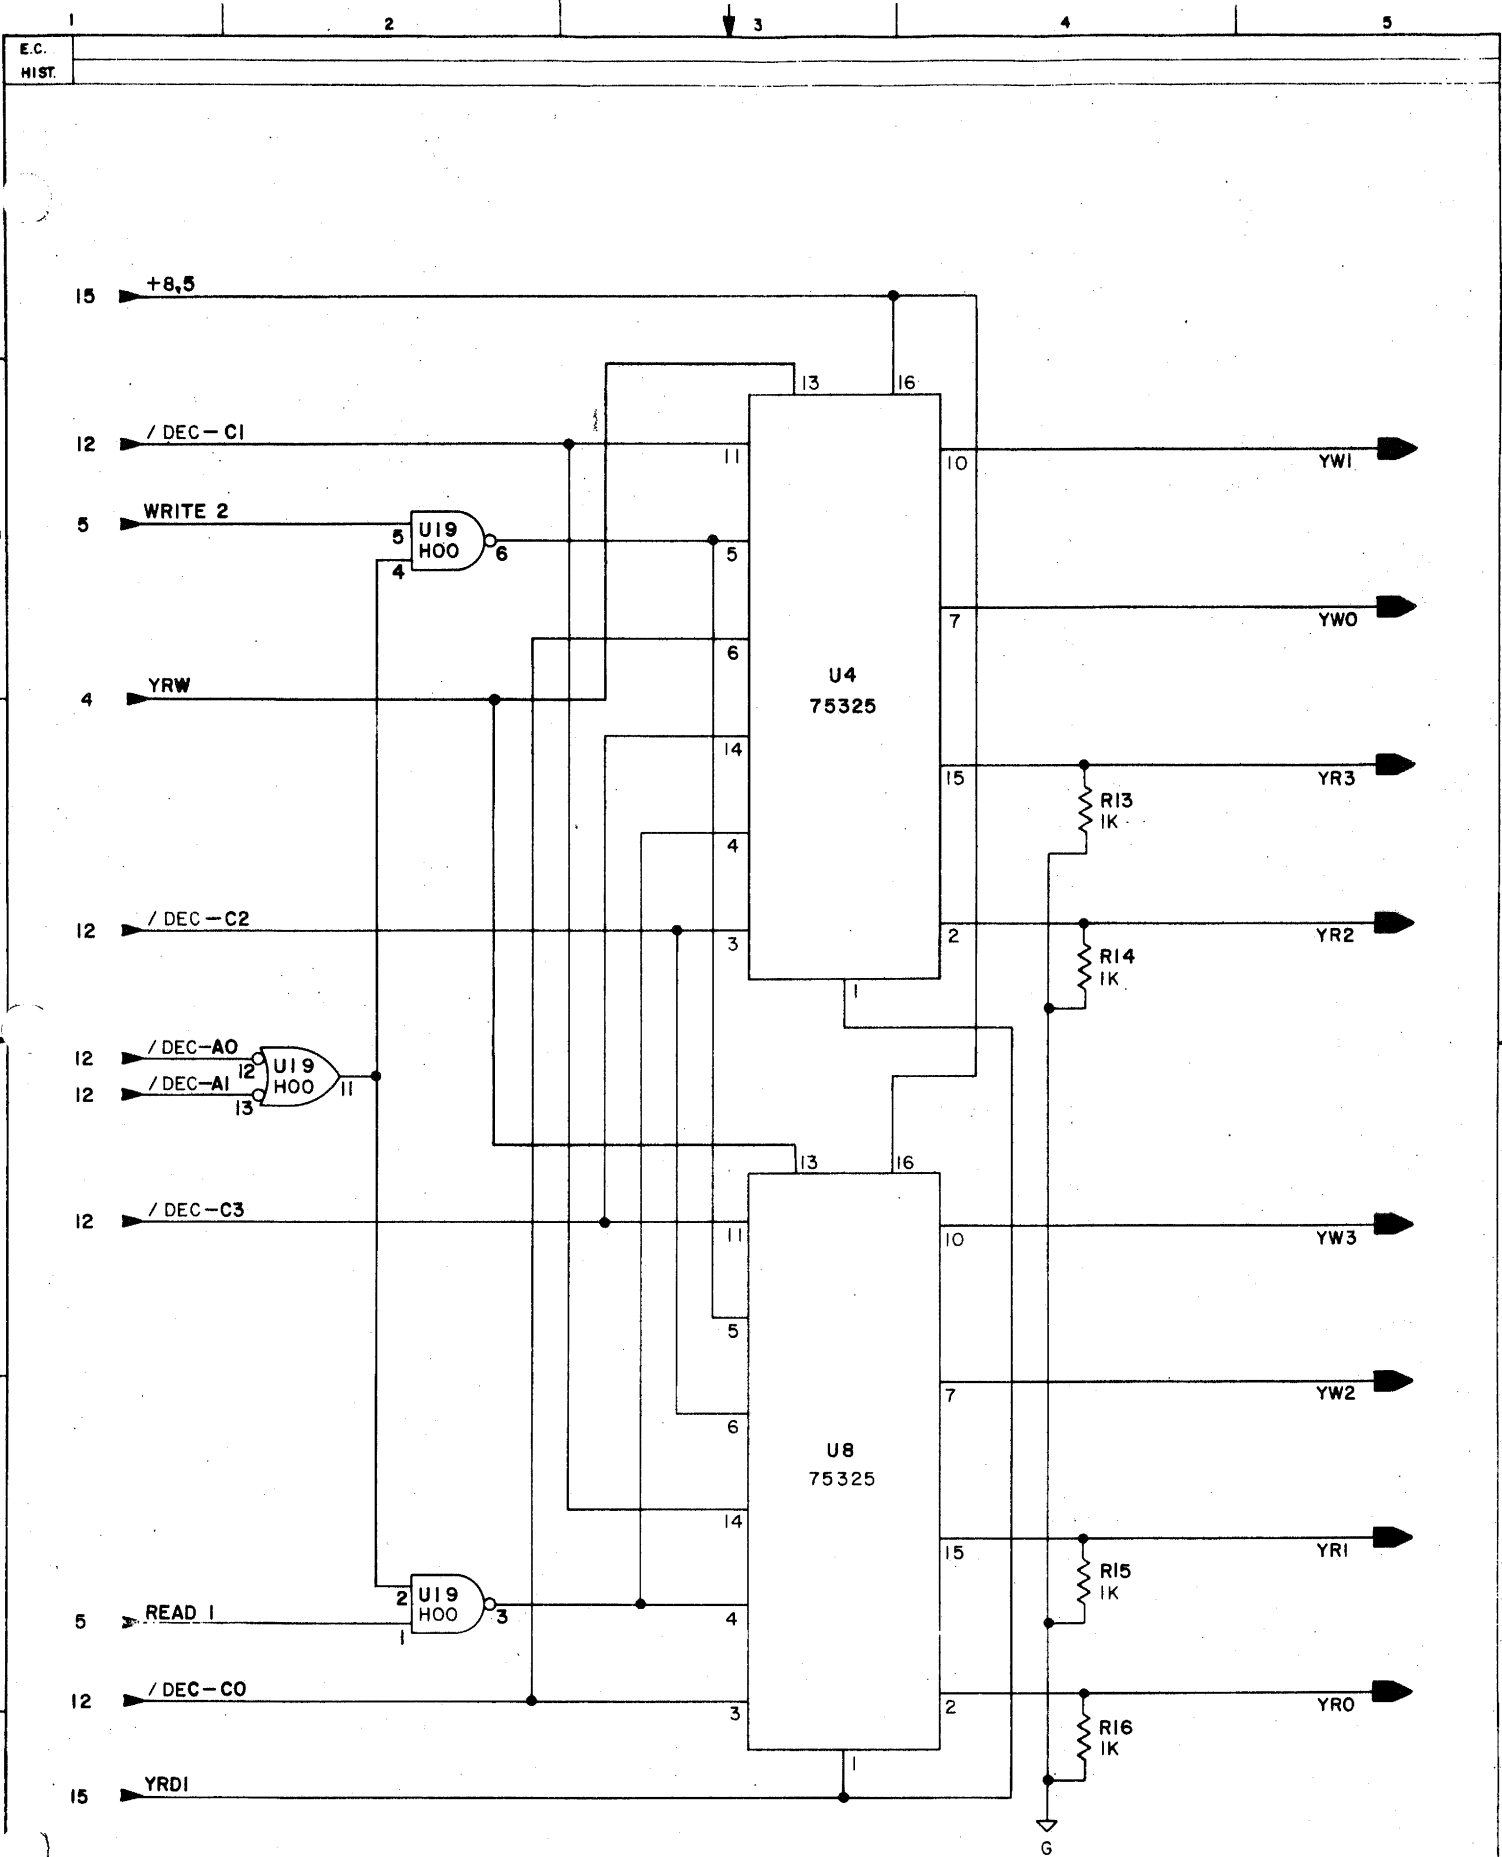 1 2 3 4 5
E.C.
HIST.
15 +8,5
13 16
12 / DEC-C1 11 10 YW1
5 WRITE 2 5 U19 6 5
H00
4
7 YW0
6
U4
75325
4 YRW
14 15 YR3
R13
1K
4
12 / DEC-C2 3 2 YR2
R14
1K
1
12 / DEC-A0 12 U19 11
H00
12 / DEC-A1 13
13 16
12 / DEC-C3 11 10 YW3
5
7 YW2
6
U8
75325
14
15 YR1
R15
1K
2 U19 3 4
H00
5 READ 1 1
12 / DEC-C0 3 2 YR0
R16
1K
1
15 YRD1
G